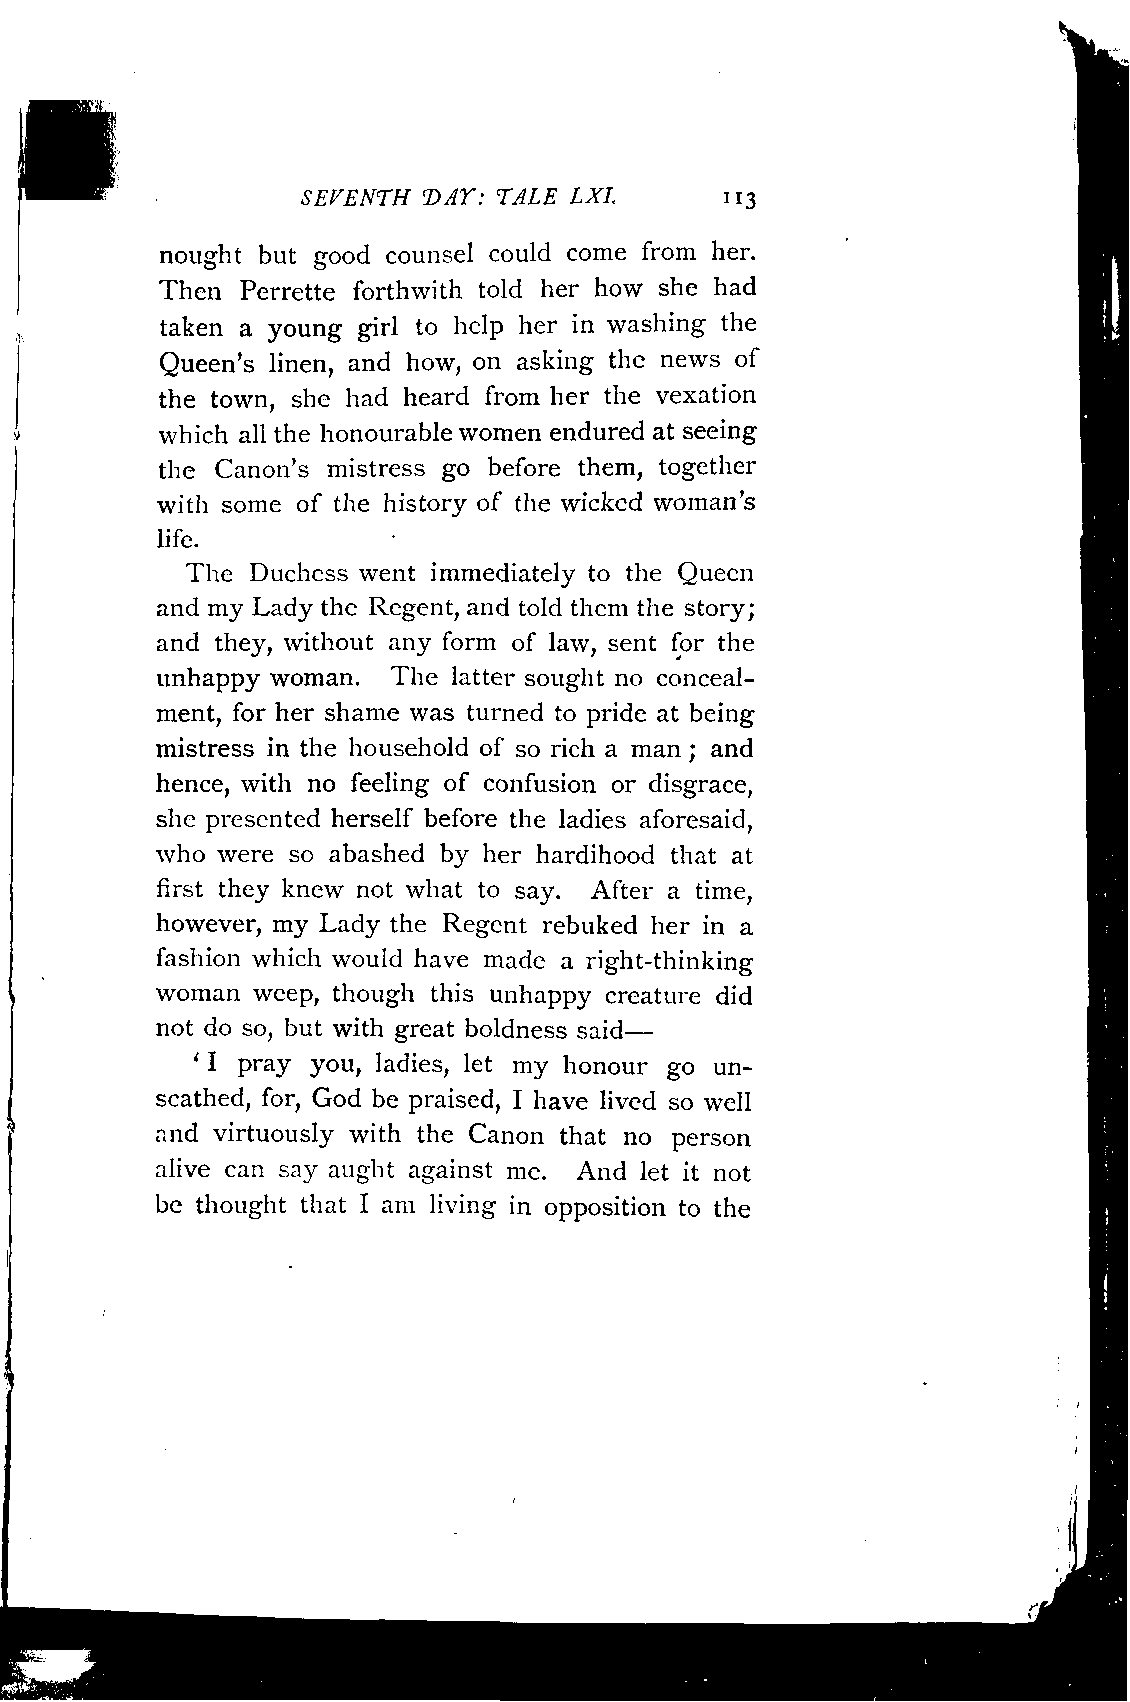 SEVENTH DAY: TALE LXI. 113
nought but good counsel could come from her.
Then Perrette forthwith told her how she had
taken a young girl to help her in washing the
Queen's linen, and how, on asking the news of
the town, she had heard from her the vexation
which all the honourable women endured at seeing
the Canon's mistress go before them, together
with some of the history of the wicked woman's
life.
The Duchess went immediately to the Queen
and my Lady the Regent, and told them the story;
and they, without any form of law, sent for the
unhappy woman. The latter sought no conceal-
ment, for her shame was turned to pride at being
mistress in the household of so rich a man; and
hence, with no feeling of confusion or disgrace,
she presented herself before the ladies aforesaid,
who were so abashed by her hardihood that at
first they knew not what to say. After a time,
however, my Lady the Regent rebuked her in a
fashion which would have made a right-thinking
woman weep, though this unhappy creature did
not do so, but with great boldness said—
'I pray you, ladies, let my honour go un-
scathed, for, God be praised, I have lived so well
and virtuously with the Canon that no person
alive can say aught against me. And let it not
be thought that I am living in opposition to the